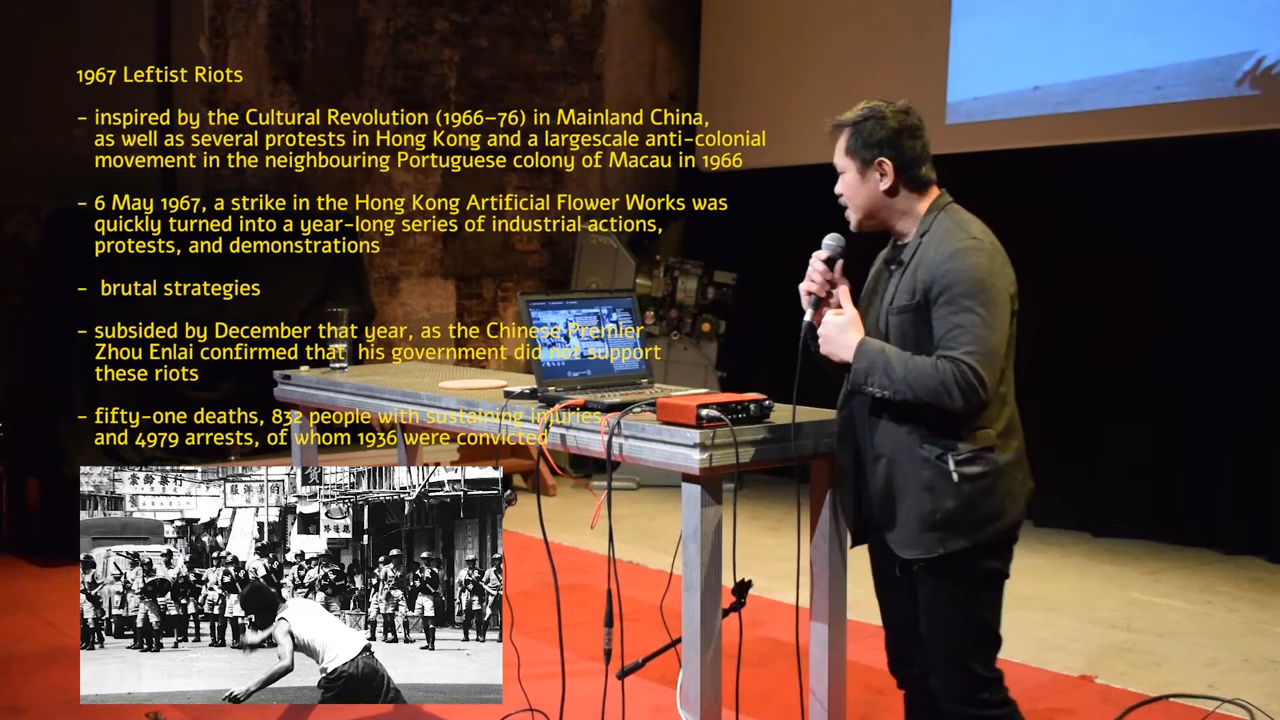 1967 Leftist Riots
- inspired by the Cultural Revolution (1966–76) in Mainland China,
as well as several protests in Hong Kong and a largescale anti-colonial
movement in the neighbouring Portuguese colony of Macau in 1966
- 6 May 1967, a strike in the Hong Kong Artificial Flower Works was
quickly turned into a year-long series of industrial actions,
protests, and demonstrations
- brutal strategies
- subsided by December that year, as the Chinese Premier
Zhou Enlai confirmed that his government did not support
these riots
- fifty-one deaths, 832 people with sustaining injuries,
and 4979 arrests, of whom 1936 were convicted